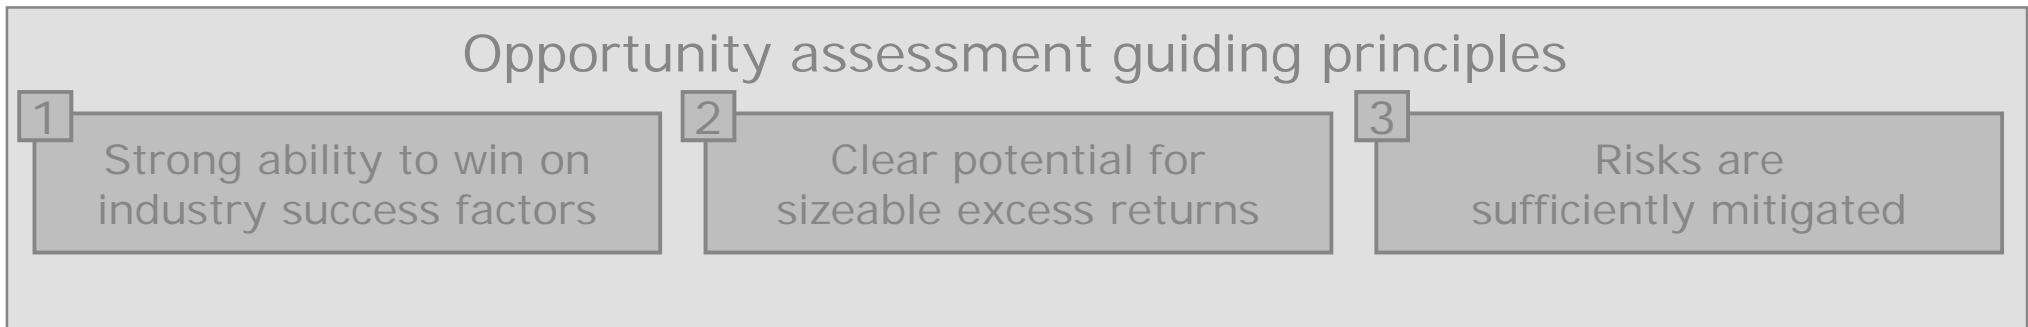 Opportunity assessment guiding principles
1
Strong ability to win on
industry success factors
2
Clear potential for
sizeable excess returns
3
Risks are
sufficiently mitigated